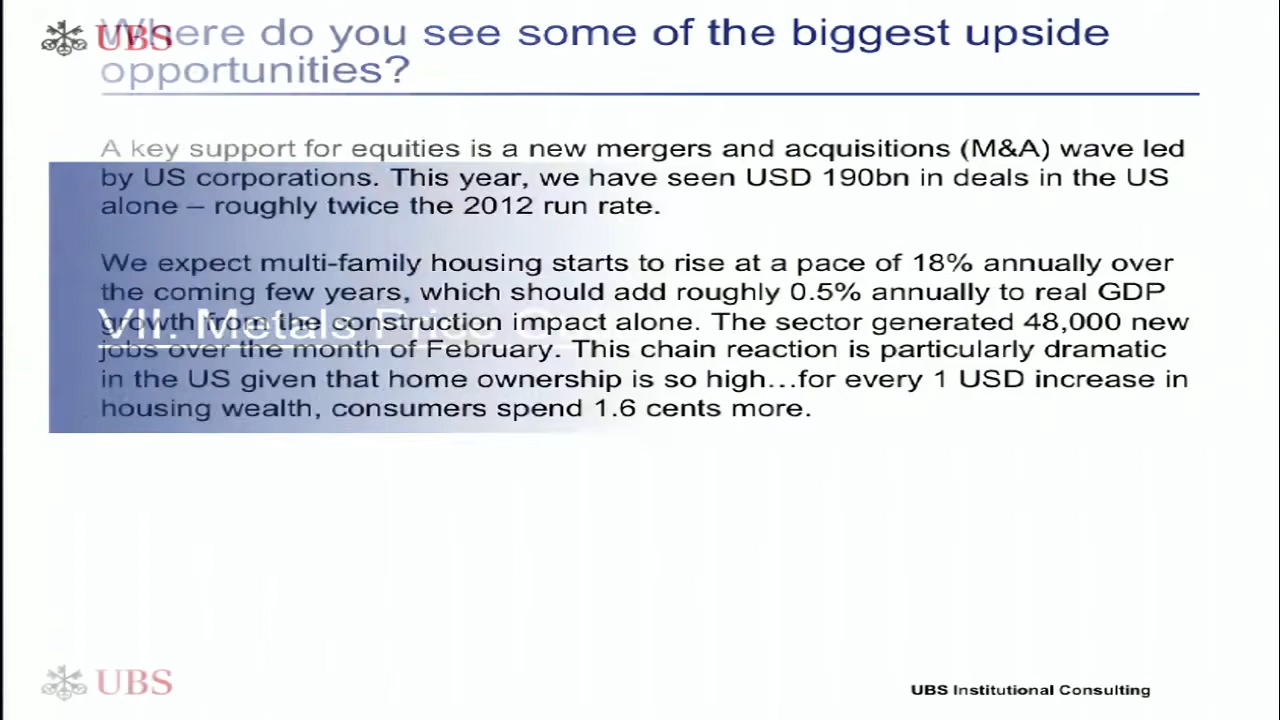 UBS
Where do you see some of the biggest upside
opportunities?
A key support for equities is a new mergers and acquisitions (M&A) wave led
by US corporations. This year, we have seen USD 190bn in deals in the US
alone – roughly twice the 2012 run rate.
We expect multi-family housing starts to rise at a pace of 18% annually over
the coming few years, which should add roughly 0.5% annually to real GDP
growth from the construction impact alone. The sector generated 48,000 new
VII. Metals Price
jobs over the month of February. This chain reaction is particularly dramatic
in the US given that home ownership is so high…for every 1 USD increase in
housing wealth, consumers spend 1.6 cents more.
UBS
UBS Institutional Consulting